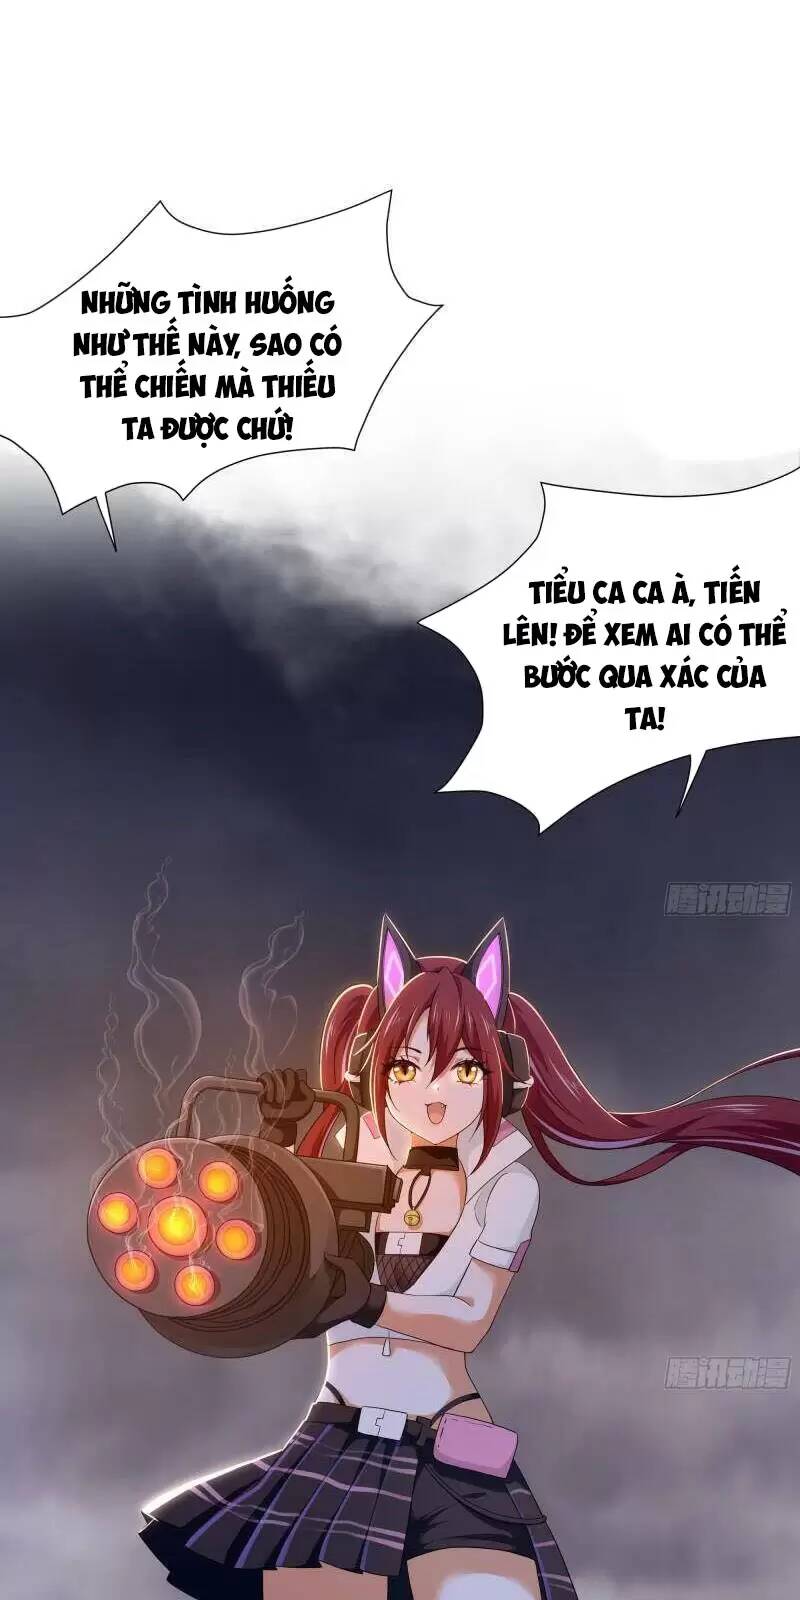 NHỮNG TÌNH HUỐNG
NHƯ THẾ NÀY, SAO CÓ
THỂ CHIẾN MÀ THIẾU
TA ĐƯỢC CHỨ!
TIỂU CA CA À, TIẾN
LÊN! ĐỂ XEM AI CÓ THỂ
BƯỚC QUA XÁC CỦA
TA!
腾讯动漫
腾讯动漫